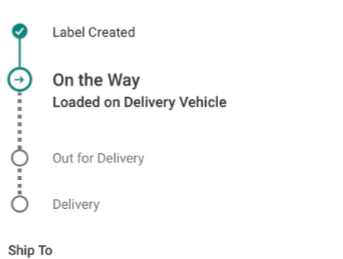 Label Created
On the Way
Loaded on Delivery Vehicle
Out for Delivery
Delivery
Ship To